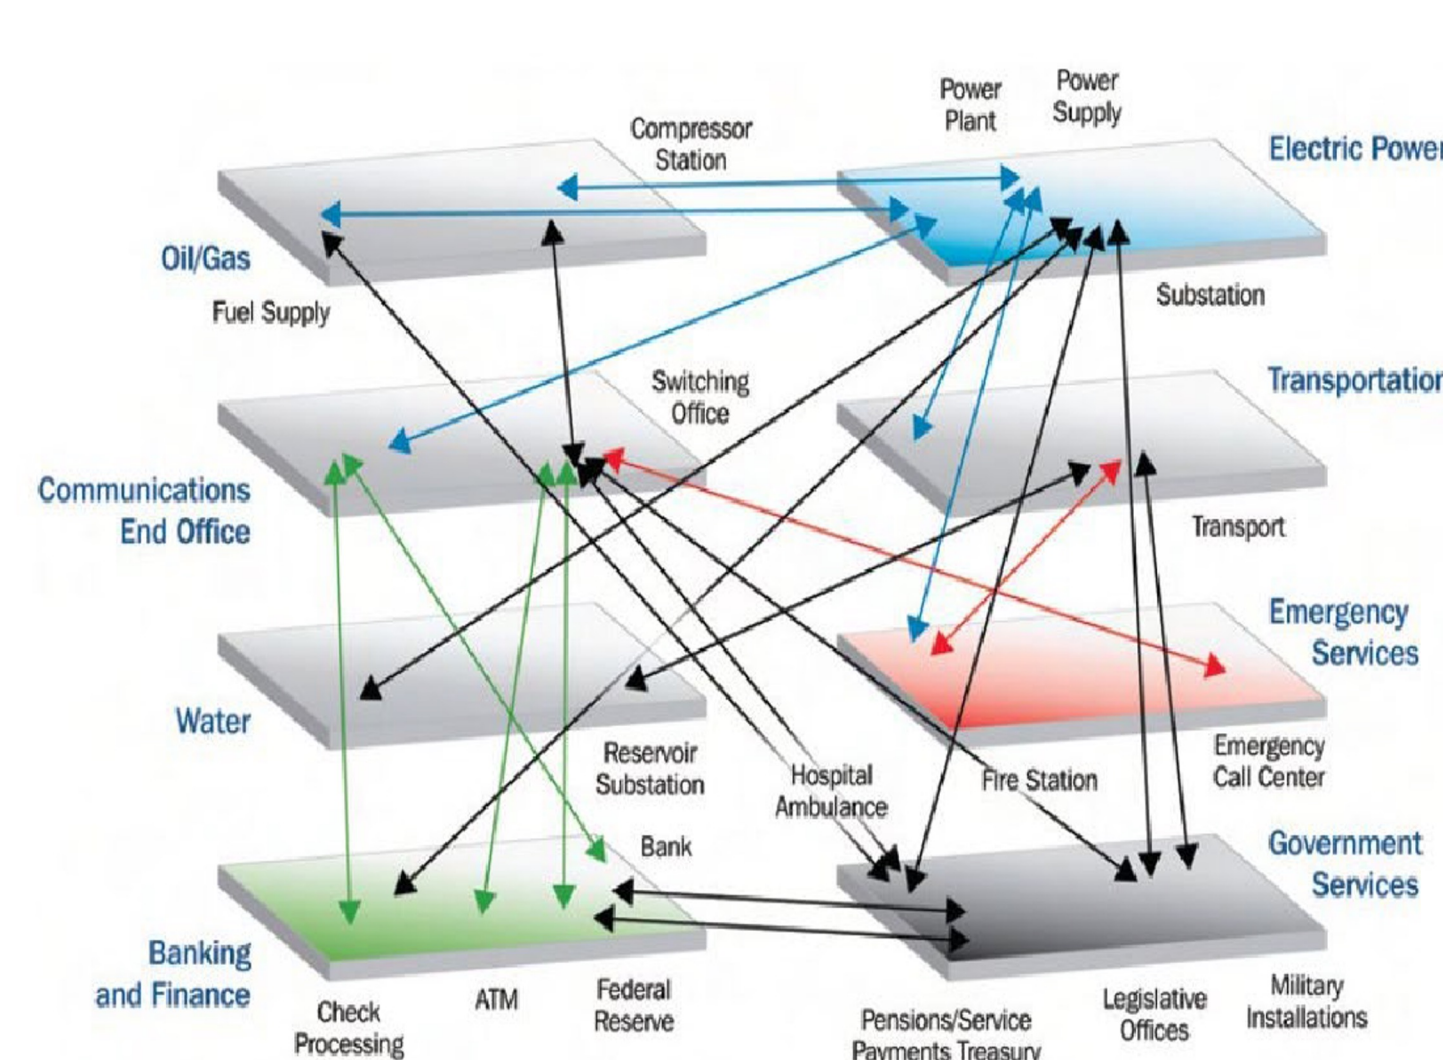 Power
Plant
Power
Supply
Compressor
Station
Electric Power
Oil/Gas
Fuel Supply
Substation
Switching
Office
Transportation
Communications
End Office
Transport
Emergency
Services
Water
Reservoir
Substation
Hospital
Ambulance
Fire Station
Emergency
Call Center
Bank
Government
Services
Banking
and Finance
Check
Processing
ATM
Federal
Reserve
Pensions/Service
Payments Treasury
Legislative
Offices
Military
Installations